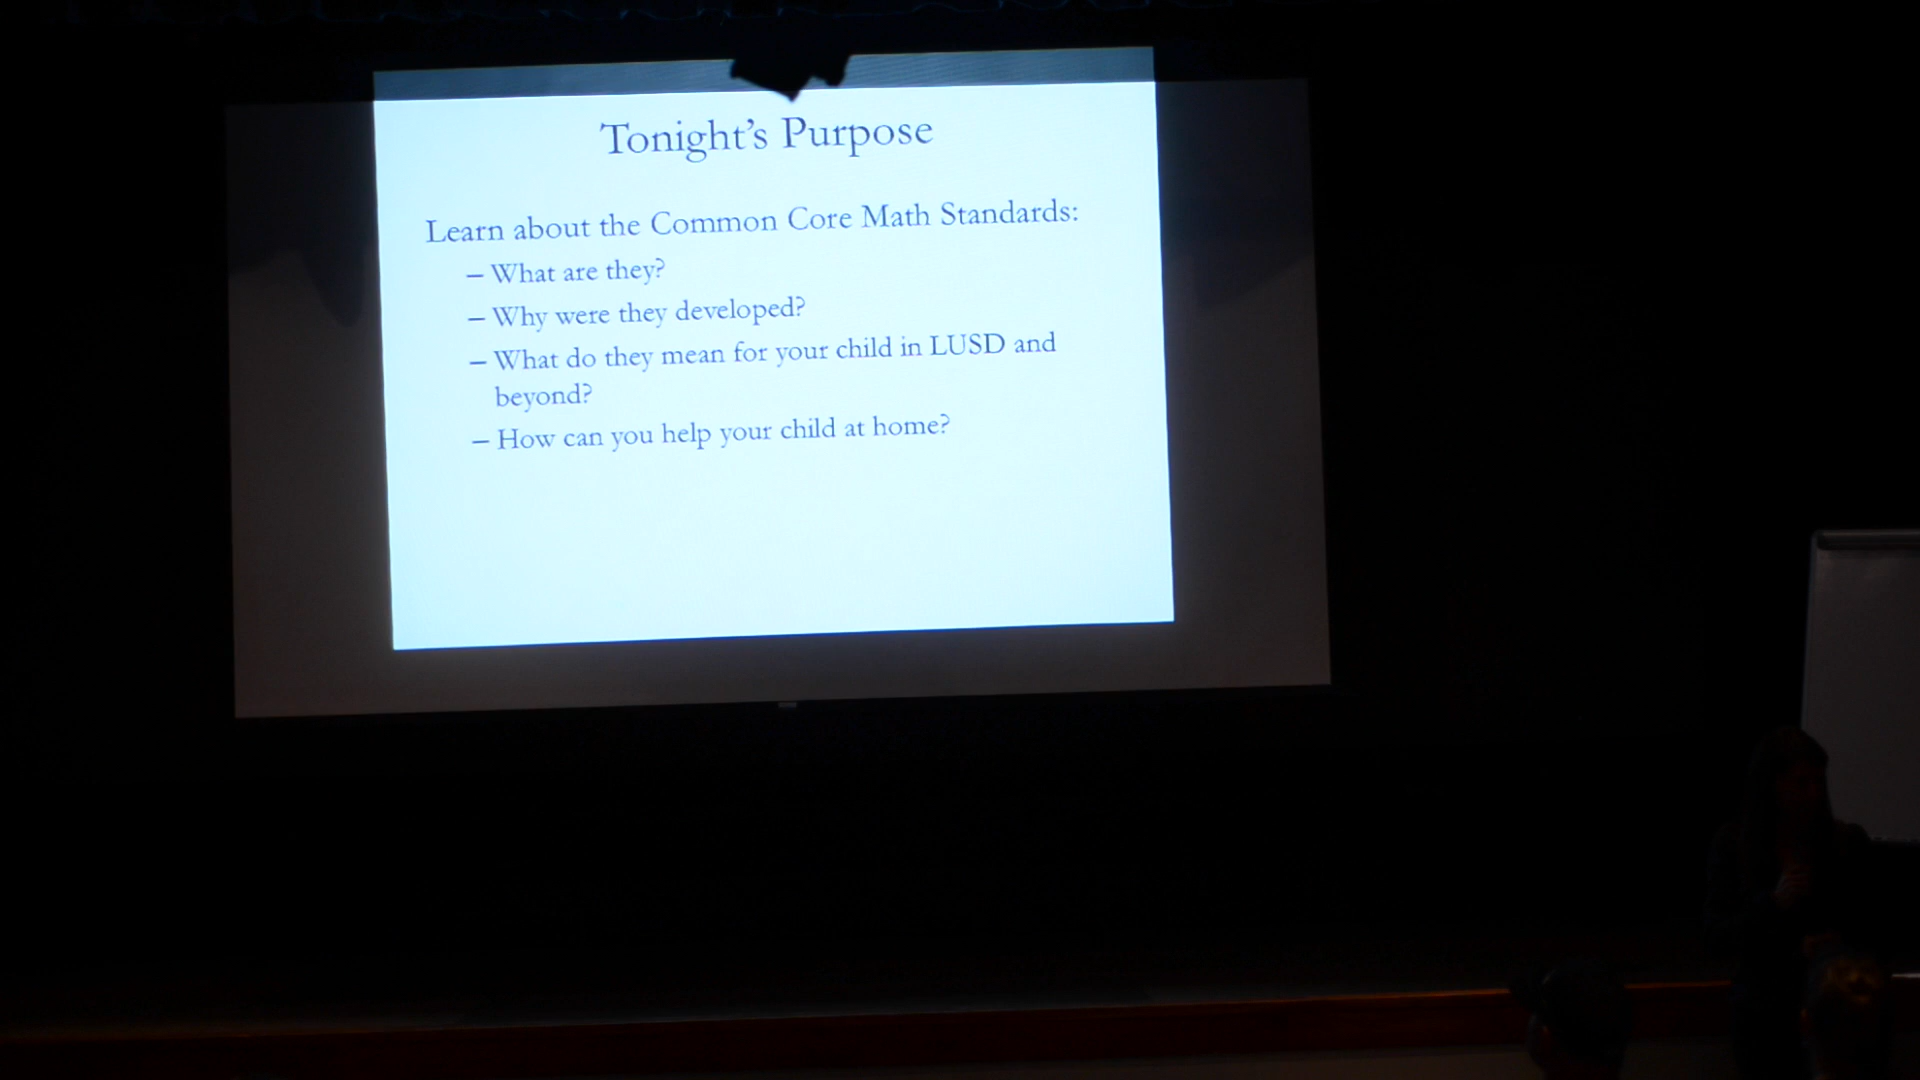 Tonight’s Purpose
Learn about the Common Core Math Standards:
– What are they?
– Why were they developed?
– What do they mean for your child in LUSD and
beyond?
– How can you help your child at home?